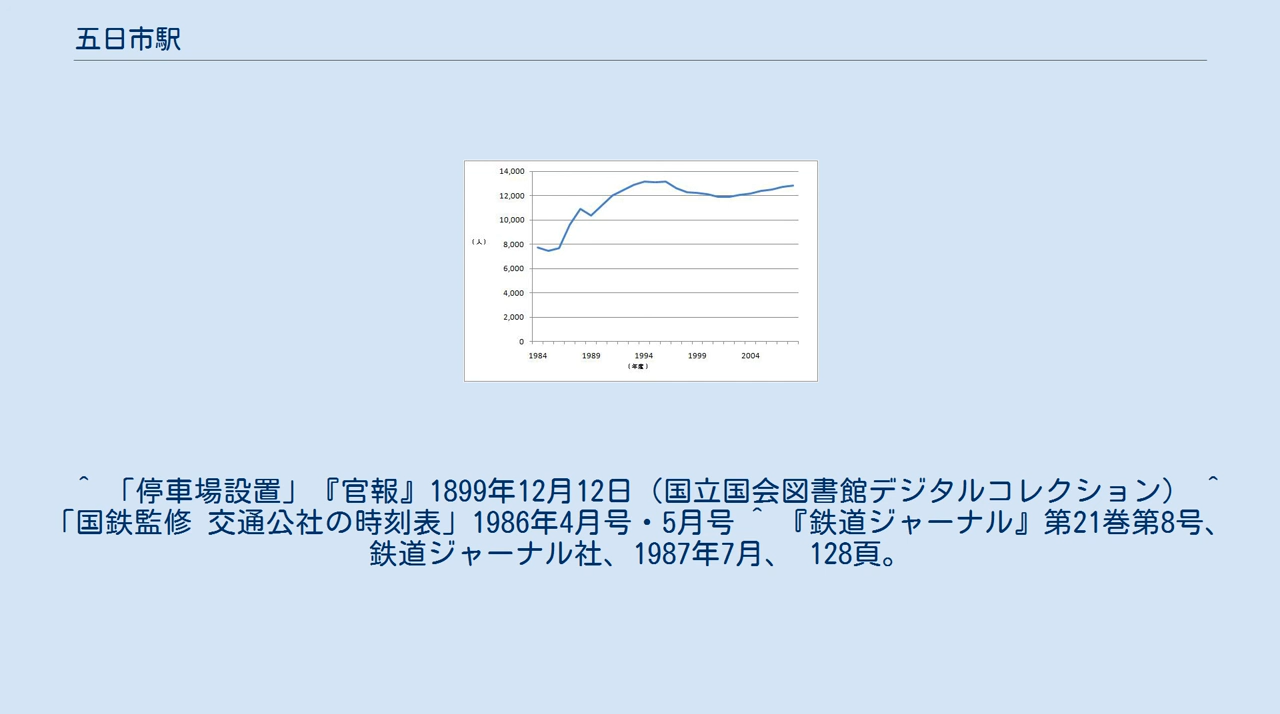 五日市駅
14,000
12,000
10,000
(人) 8,000
6,000
4,000
2,000
0
1984 1989 1994 1999 2004
(年度)
^ 「停車場設置」『官報』1899年12月12日（国立国会図書館デジタルコレクション） ^
「国鉄監修 交通公社の時刻表」1986年4月号・5月号 ^ 『鉄道ジャーナル』第21巻第8号、
鉄道ジャーナル社、1987年7月、 128頁。